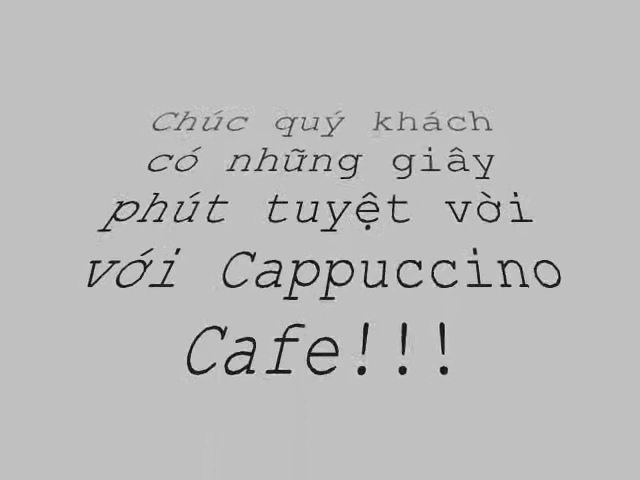 Chúc quý khách
có những giây
phút tuyệt vời
với Cappuccino
Cafe!!!